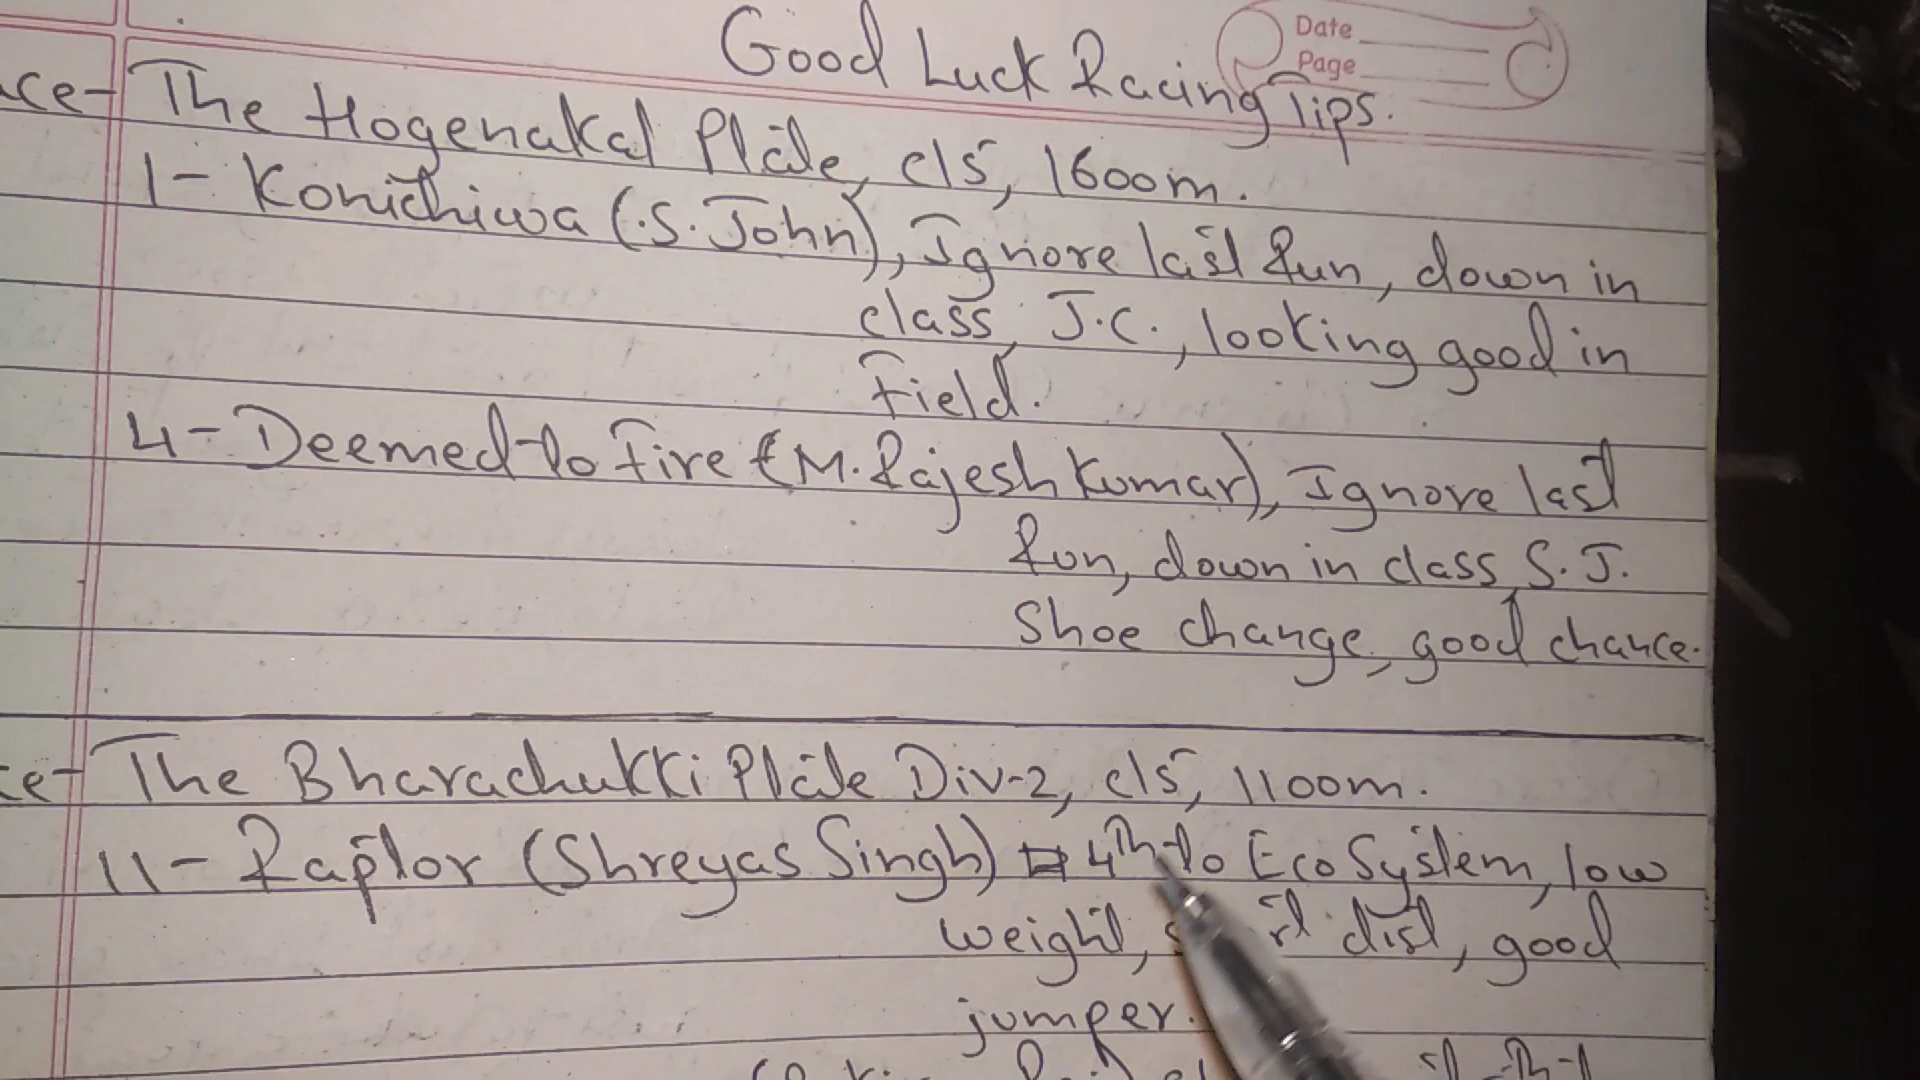 Good Luck Racing Tips.
Date
Page
ce- The Hogenakal Plate, cl5, 1600m.
1- Konichiwa (S. John), Ignore last Run, down in
class, J.C., looking good in
Field.
4- Deemed to Fire (M. Rajesh Kumar), Ignore last
Run, down in class, S.J.
Shoe change, good chance.
ce- The Bharachukki Plate Div-2, cl5, 1100m.
11- Raptor (Shreyas Singh) 4th to Eco System, low
weight, dist, good
jumper.